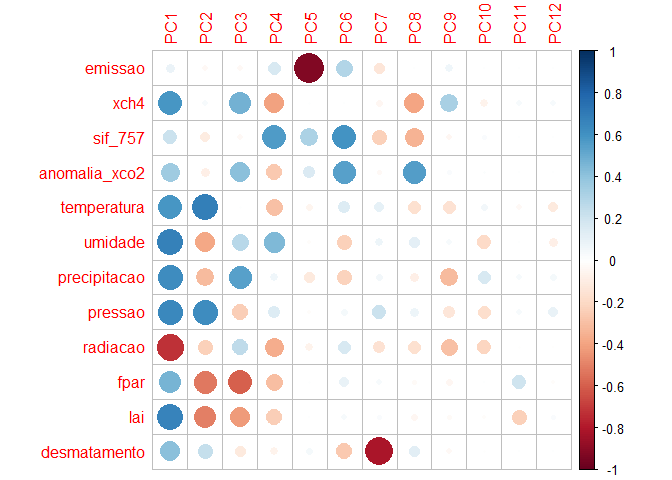 PC1 PC2 PC3 PC4 PC5 PC6 PC7 PC8 PC9 PC10 PC11 PC12
emissao
xch4
sif_757
anomalia_xco2
temperatura
umidade
precipitacao
pressao
radiacao
fpar
lai
desmatamento
1
0.8
0.6
0.4
0.2
0
-0.2
-0.4
-0.6
-0.8
-1